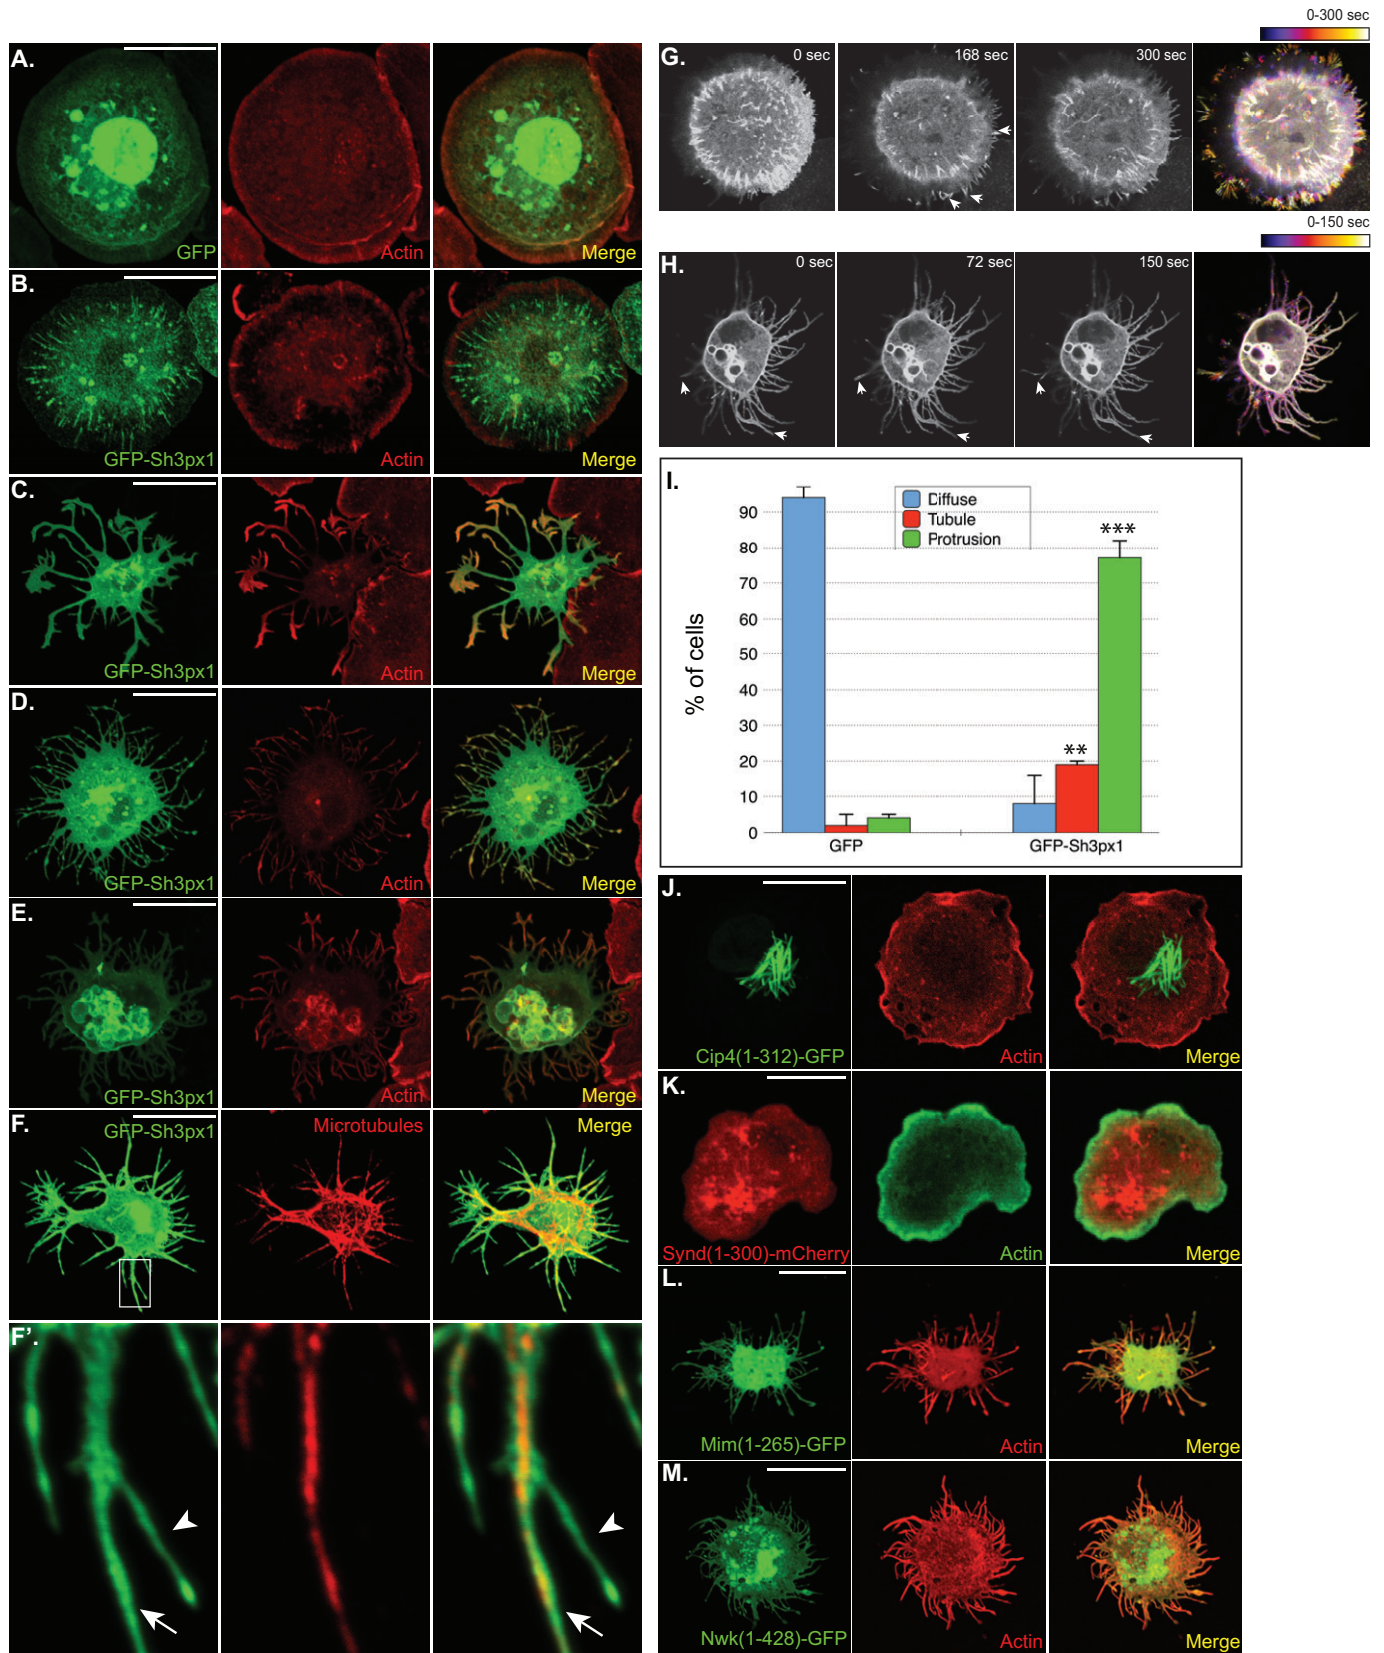 A.
GFP
Actin
Merge
B.
GFP-Sh3px1
Actin
Merge
C.
GFP-Sh3px1
Actin
Merge
D.
GFP-Sh3px1
Actin
Merge
E.
GFP-Sh3px1
Actin
Merge
F.
GFP-Sh3px1
Microtubules
Merge
F'.
0-300 sec
G.
0 sec
168 sec
300 sec
0-150 sec
H.
0 sec
72 sec
150 sec
I.
Diffuse
Tubule
Protrusion
% of cells
90
80
70
60
50
40
30
20
10
0
**
***
GFP
GFP-Sh3px1
J.
Cip4(1-312)-GFP
Actin
Merge
K.
Synd(1-300)-mCherry
Actin
Merge
L.
Mim(1-265)-GFP
Actin
Merge
M.
Nwk(1-428)-GFP
Actin
Merge